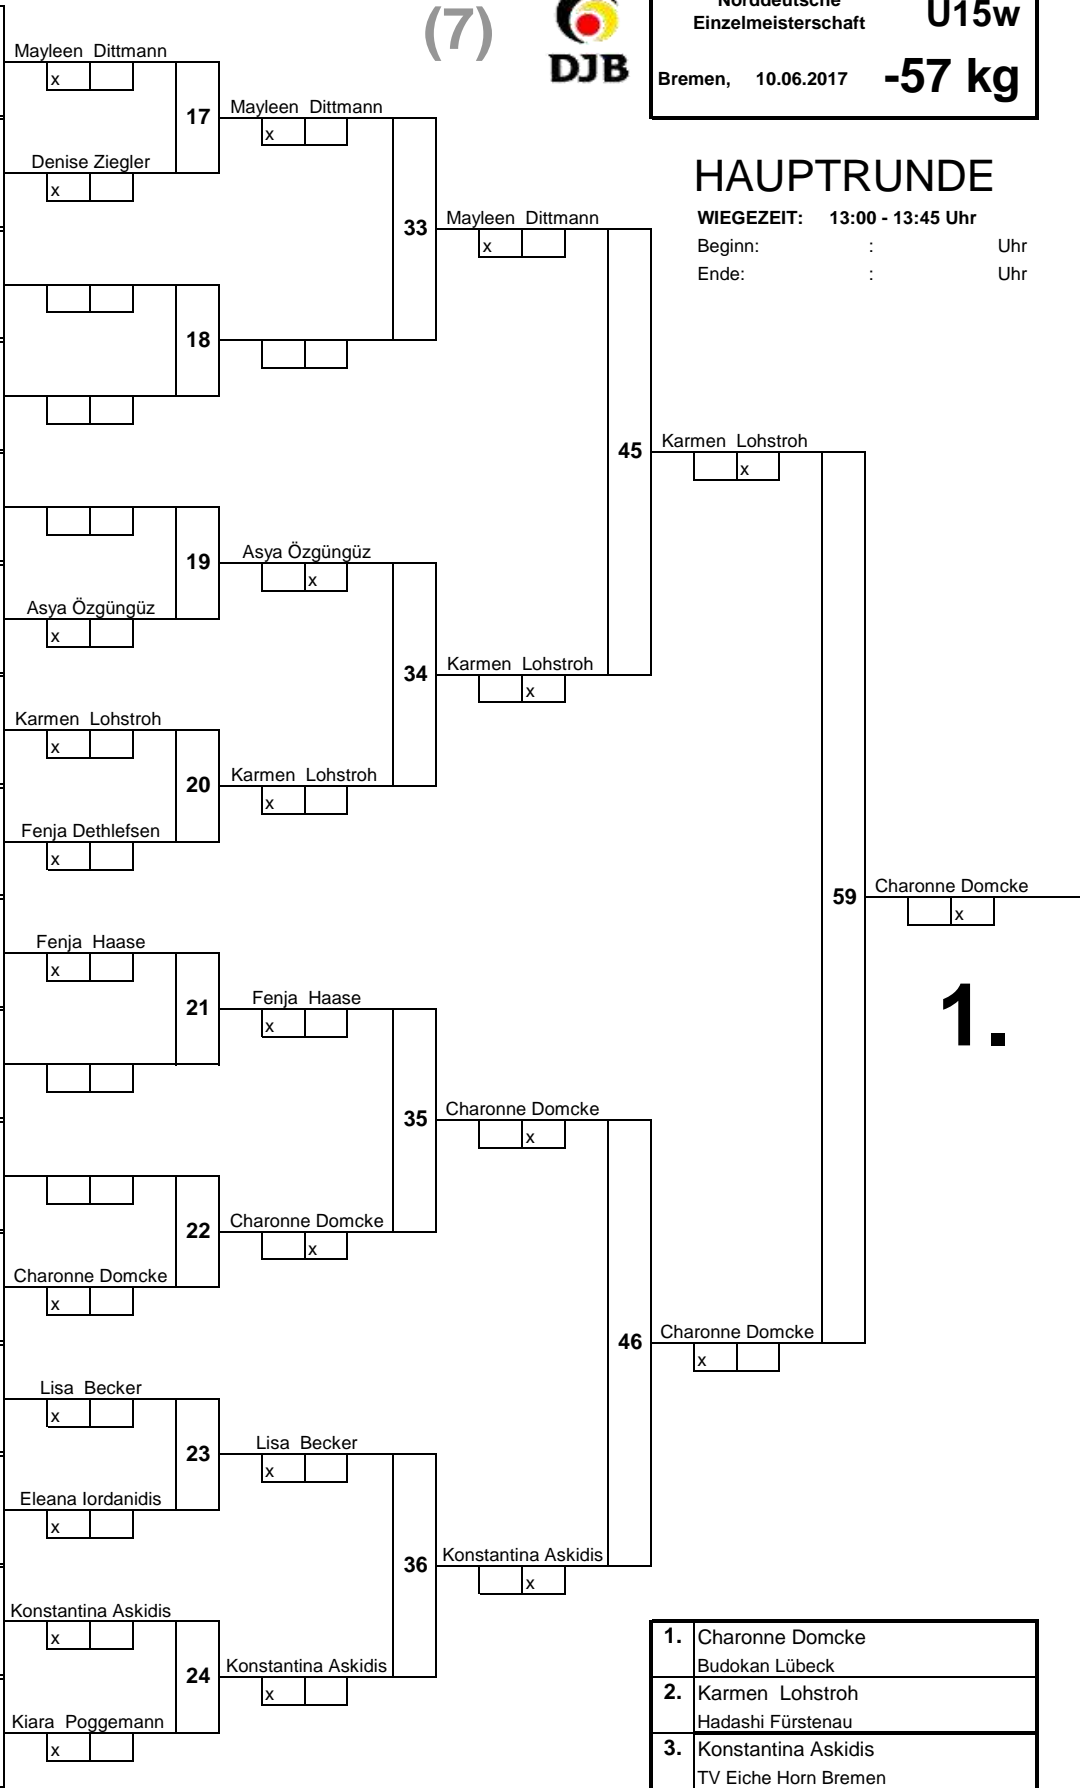 (7)
DJB
Norddeutsche
Einzelmeisterschaft
U15w
Bremen, 10.06.2017 -57 kg
HAUPTRUNDE
WIEGEZEIT: 13:00 - 13:45 Uhr
Beginn: : Uhr
Ende: : Uhr
Mayleen Dittmann
x
17
Denise Ziegler
x
18
19
Asya Özgüngüz
x
Karmen Lohstroh
x
20
Fenja Dethlefsen
x
Fenja Haase
x
21
22
Charonne Domcke
x
Lisa Becker
x
23
Eleana Iordanidis
x
Konstantina Askidis
x
24
Kiara Poggemann
x
Mayleen Dittmann
x
33
Asya Özgüngüz
x
34
Karmen Lohstroh
x
Fenja Haase
x
35
Charonne Domcke
x
Lisa Becker
x
36
Konstantina Askidis
x
Mayleen Dittmann
x
45
Karmen Lohstroh
x
Charonne Domcke
x
46
Konstantina Askidis
x
Karmen Lohstroh
x
59
Charonne Domcke
x
Charonne Domcke
x
1.
1. Charonne Domcke
Budokan Lübeck
2. Karmen Lohstroh
Hadashi Fürstenau
3. Konstantina Askidis
TV Eiche Horn Bremen